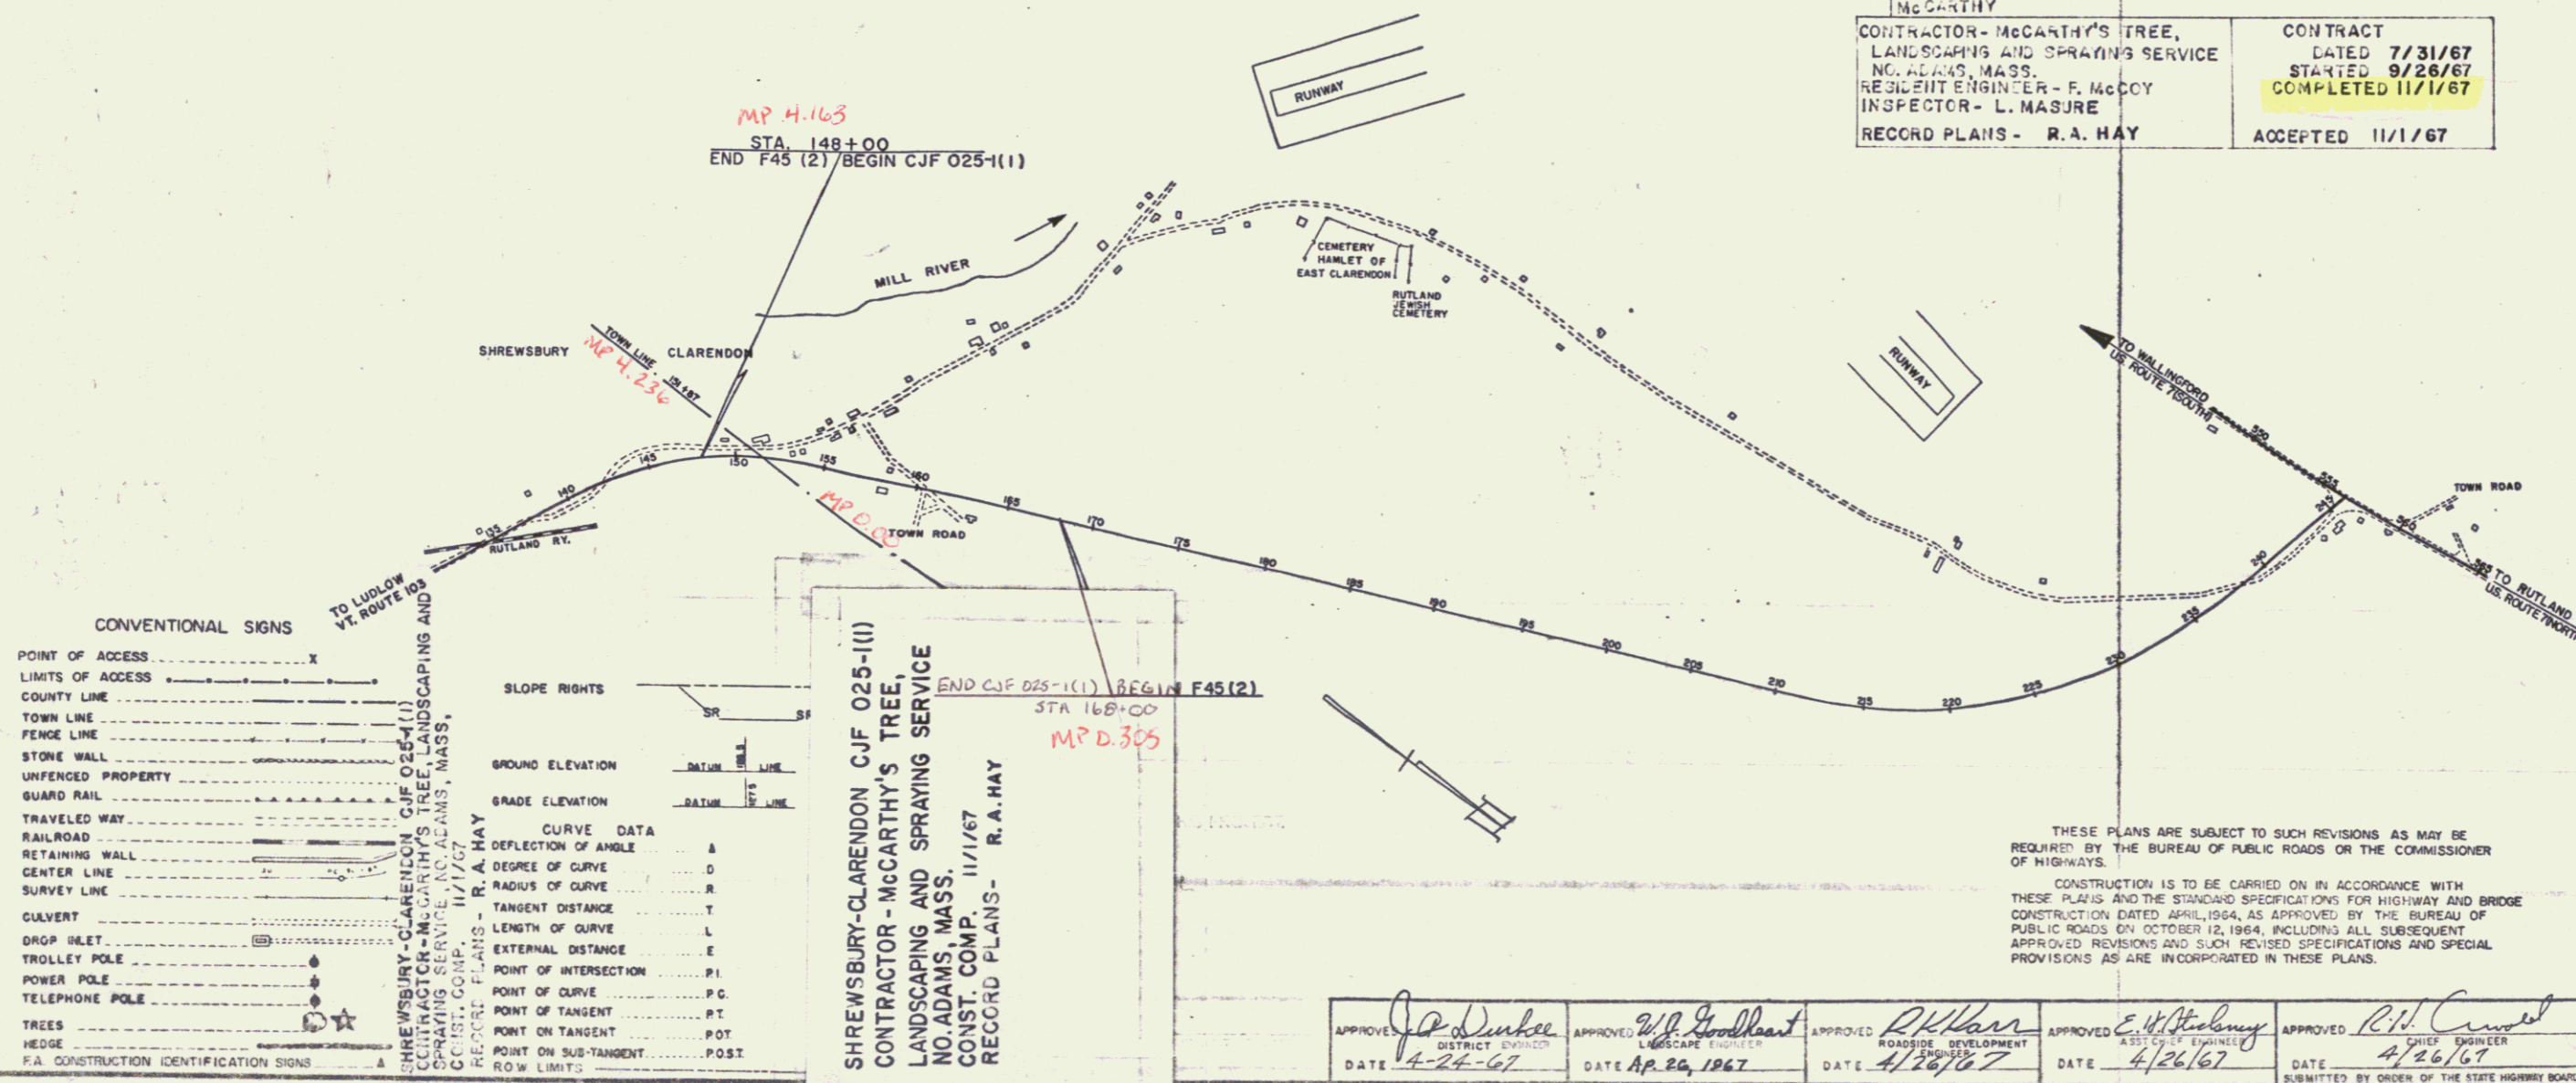 McCARTHY
CONTRACTOR- McCARTHY'S TREE,
LANDSCAPING AND SPRAYING SERVICE
NO. ADAMS, MASS.
RESIDENT ENGINEER - F. McCOY
INSPECTOR- L. MASURE
RECORD PLANS - R. A. HAY
CONTRACT
DATED 7/31/67
STARTED 9/26/67
COMPLETED 11/1/67
ACCEPTED 11/1/67
RUNWAY
MP 4.163
STA. 148+00
END F45 (2)/BEGIN CJF 025-1(1)
MILL RIVER
CEMETERY
HAMLET OF
EAST CLARENDON
RUTLAND
JEWISH
CEMETERY
SHREWSBURY
TOWN LINE 151+87
MP 4.236
CLARENDON
RUNWAY
TO WALLINGFORD
U.S. ROUTE 7(SOUTH)
550
555
560
565
TOWN ROAD
TO RUTLAND
135
140
145
150
155
160
165
170
175
180
185
190
195
200
205
210
215
220
225
230
235
240
245
RUTLAND RY.
TO LUDLOW
VT. ROUTE 103
MP 0.00
TOWN ROAD
END CJF 025-1(1) BEGIN F45(2)
STA 168+00
MP 0.305
CONVENTIONAL SIGNS
POINT OF ACCESS X
LIMITS OF ACCESS
COUNTY LINE
TOWN LINE
FENCE LINE
STONE WALL
UNFENCED PROPERTY
GUARD RAIL
TRAVELED WAY
RAILROAD
RETAINING WALL
CENTER LINE
SURVEY LINE
CULVERT
DROP INLET
TROLLEY POLE
POWER POLE
TELEPHONE POLE
TREES
HEDGE
F.A. CONSTRUCTION IDENTIFICATION SIGNS
SHREWSBURY-CLARENDON CJF 025-1(1)
CONTRACTOR-McCARTHY'S TREE, LANDSCAPING AND
SPRAYING SERVICE, NO. ADAMS, MASS.
CONST. COMP. 11/1/67
RECORD PLANS - R. A. HAY
SLOPE RIGHTS
SR
GROUND ELEVATION
DATUM LINE
GRADE ELEVATION
DATUM LINE
CURVE DATA
DEFLECTION OF ANGLE Δ
DEGREE OF CURVE D
RADIUS OF CURVE R
TANGENT DISTANCE T
LENGTH OF CURVE L
EXTERNAL DISTANCE E
POINT OF INTERSECTION P.I.
POINT OF CURVE P.C.
POINT OF TANGENT P.T.
POINT ON TANGENT P.O.T.
POINT ON SUB-TANGENT P.O.S.T.
R.O.W. LIMITS
SHREWSBURY-CLARENDON CJF 025-1(1)
CONTRACTOR - McCARTHY'S TREE,
LANDSCAPING AND SPRAYING SERVICE
NO. ADAMS, MASS.
CONST. COMP. 11/1/67
RECORD PLANS- R. A. HAY
THESE PLANS ARE SUBJECT TO SUCH REVISIONS AS MAY BE
REQUIRED BY THE BUREAU OF PUBLIC ROADS OR THE COMMISSIONER
OF HIGHWAYS.
CONSTRUCTION IS TO BE CARRIED ON IN ACCORDANCE WITH
THESE PLANS AND THE STANDARD SPECIFICATIONS FOR HIGHWAY AND BRIDGE
CONSTRUCTION DATED APRIL, 1964, AS APPROVED BY THE BUREAU OF
PUBLIC ROADS ON OCTOBER 12, 1964, INCLUDING ALL SUBSEQUENT
APPROVED REVISIONS AND SUCH REVISED SPECIFICATIONS AND SPECIAL
PROVISIONS AS ARE INCORPORATED IN THESE PLANS.
APPROVED J.A. Durkee
DISTRICT ENGINEER
DATE 4-24-67
APPROVED W.J. Goodheart
LANDSCAPE ENGINEER
DATE Ap. 26, 1967
APPROVED RKKarr
ROADSIDE DEVELOPMENT
ENGINEER
DATE 4/26/67
APPROVED E.H. Stickney
ASST CHIEF ENGINEER
DATE 4/26/67
APPROVED R.H. Arnold
CHIEF ENGINEER
DATE 4/26/67
SUBMITTED BY ORDER OF THE STATE HIGHWAY BOARD